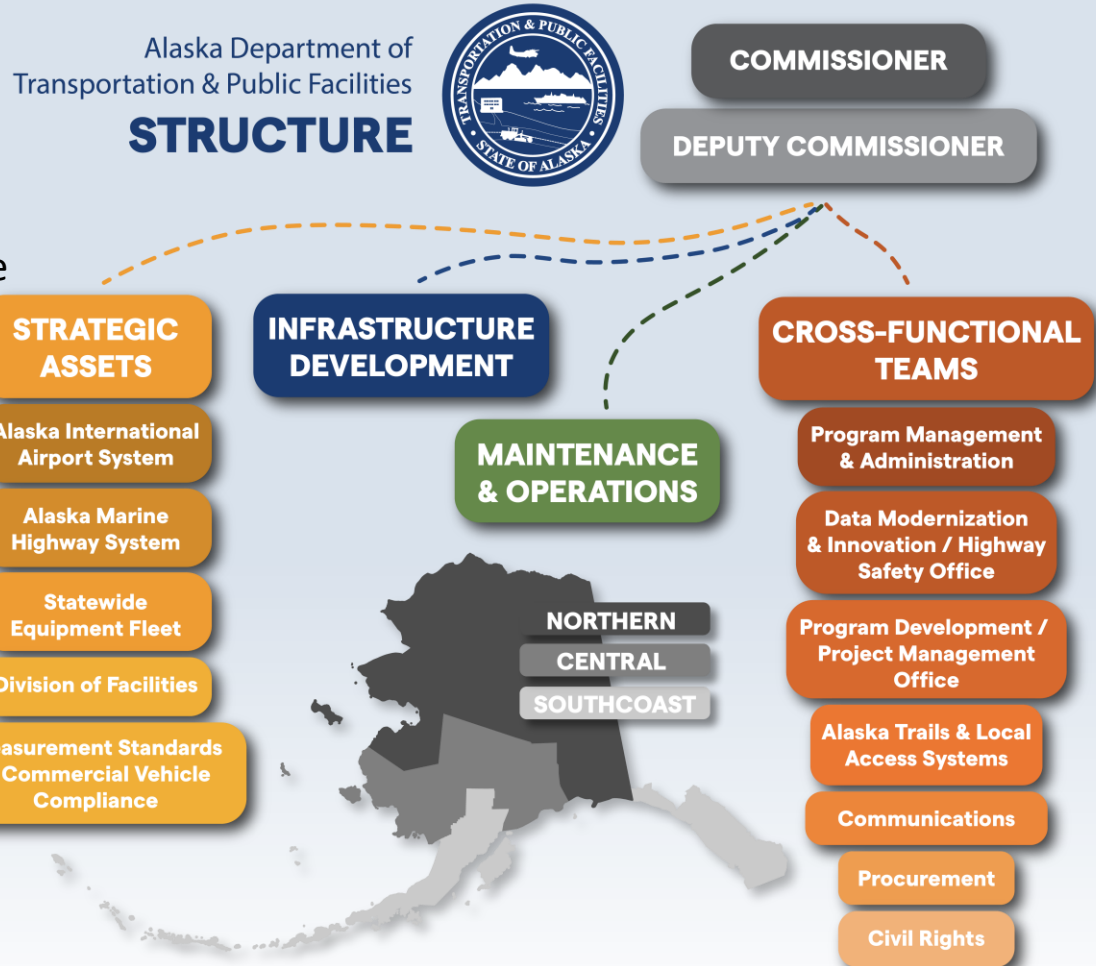 Alaska Department of
Transportation & Public Facilities
STRUCTURE
TRANSPORTATION & PUBLIC FACILITIES
STATE OF ALASKA
COMMISSIONER
DEPUTY COMMISSIONER
e
STRATEGIC
ASSETS
Alaska International
Airport System
Alaska Marine
Highway System
Statewide
Equipment Fleet
Division of Facilities
easurement Standards
Commercial Vehicle
Compliance
INFRASTRUCTURE
DEVELOPMENT
MAINTENANCE
& OPERATIONS
NORTHERN
CENTRAL
SOUTHCOAST
CROSS-FUNCTIONAL
TEAMS
Program Management
& Administration
Data Modernization
& Innovation / Highway
Safety Office
Program Development /
Project Management
Office
Alaska Trails & Local
Access Systems
Communications
Procurement
Civil Rights